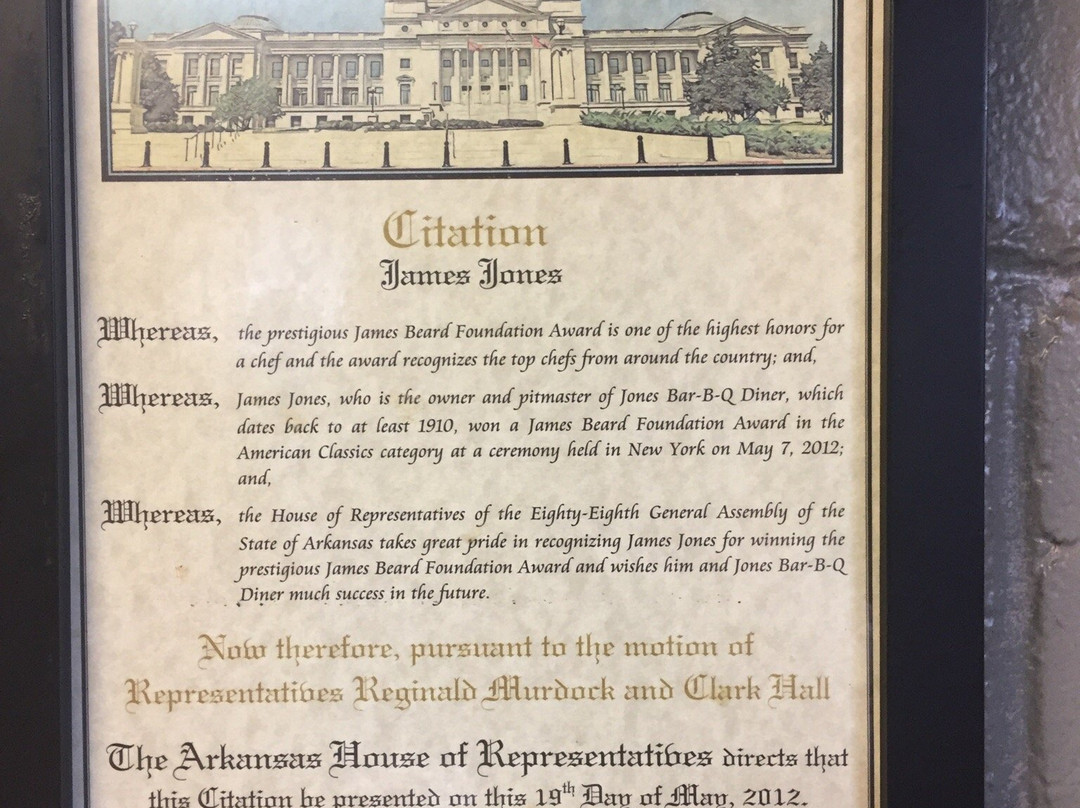 Citation
James Jones
Whereas, the prestigious James Beard Foundation Award is one of the highest honors for
a chef and the award recognizes the top chefs from around the country; and,
Whereas, James Jones, who is the owner and pitmaster of Jones Bar-B-Q Diner, which
dates back to at least 1910, won a James Beard Foundation Award in the
American Classics category at a ceremony held in New York on May 7, 2012;
and,
Whereas, the House of Representatives of the Eighty-Eighth General Assembly of the
State of Arkansas takes great pride in recognizing James Jones for winning the
prestigious James Beard Foundation Award and wishes him and Jones Bar-B-Q
Diner much success in the future.
Now therefore, pursuant to the motion of
Representatives Reginald Murdock and Clark Hall
The Arkansas House of Representatives directs that
this Citation be presented on this 19th Day of May, 2012.